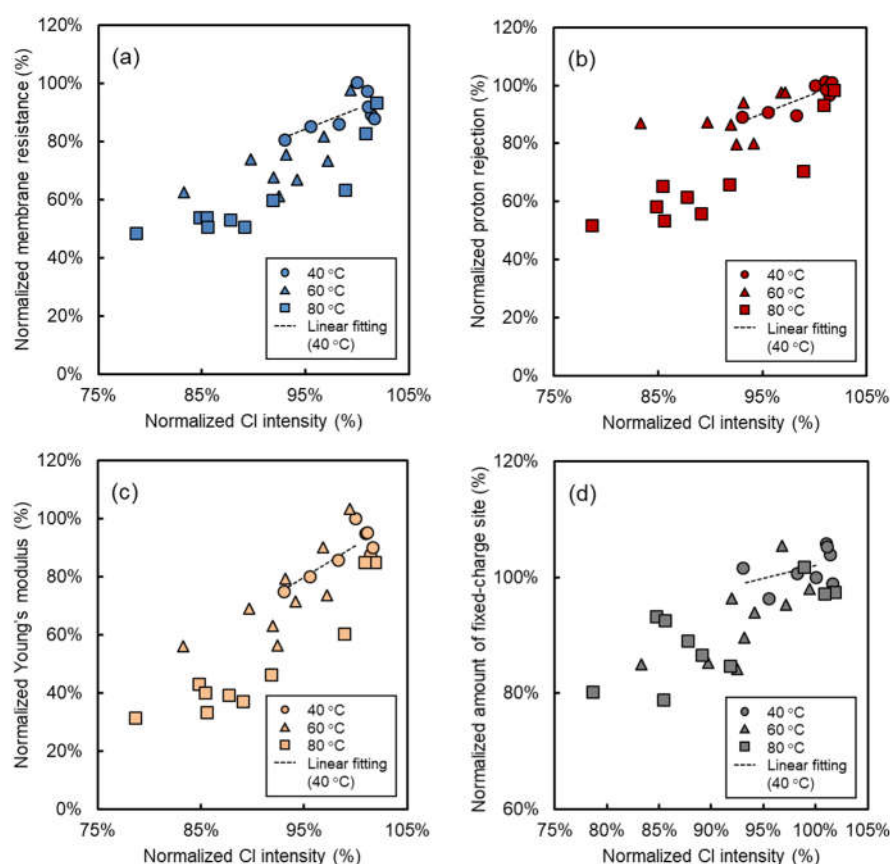 (a)
Normalized membrane resistance (%)
120%
100%
80%
60%
40%
20%
0%
40 °C
60 °C
80 °C
Linear fitting
(40 °C)
75% 85% 95% 105%
Normalized Cl intensity (%)
(b)
Normalized proton rejection (%)
120%
100%
80%
60%
40%
20%
0%
40 °C
60 °C
80 °C
Linear fitting
(40 °C)
75% 85% 95% 105%
Normalized Cl intensity (%)
(c)
Normalized Young's modulus (%)
120%
100%
80%
60%
40%
20%
0%
40 °C
60 °C
80 °C
Linear fitting
(40 °C)
75% 85% 95% 105%
Normalized Cl intensity (%)
(d)
Normalized amount of fixed-charge site (%)
120%
100%
80%
60%
40 °C
60 °C
80 °C
Linear fitting
(40 °C)
75% 80% 85% 90% 95% 100% 105%
Normalized Cl intensity (%)